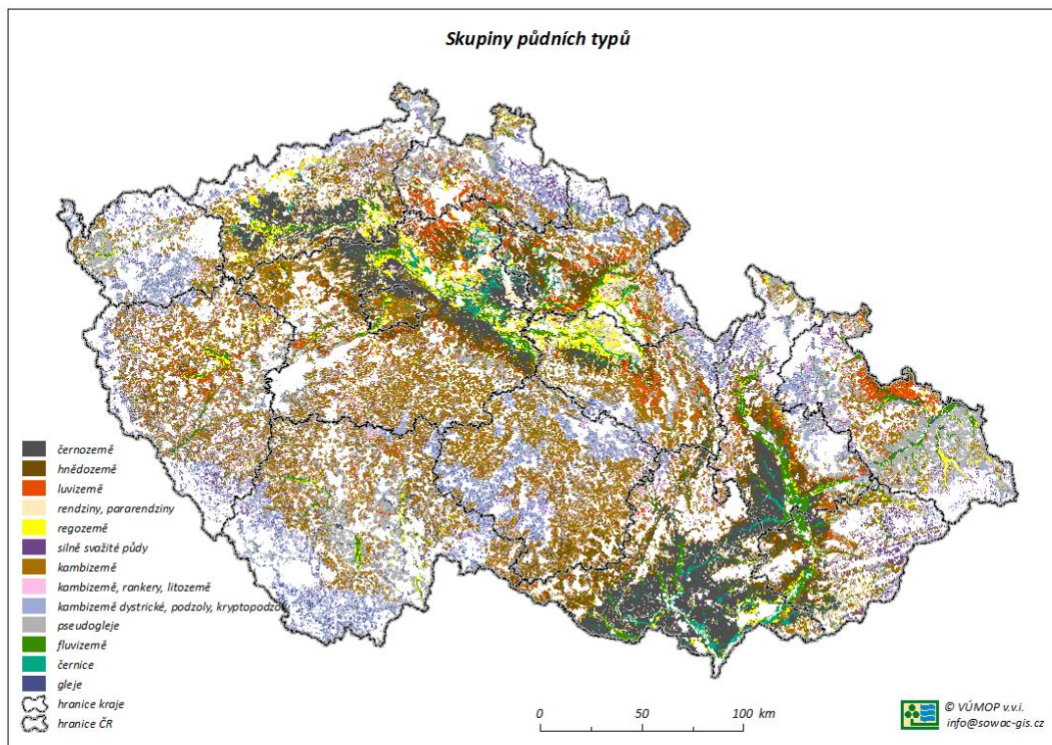 Skupiny půdních typů
černozemě
hnědozemě
luvizemě
rendziny, pararendziny
regozemě
silně svažité půdy
kambizemě
kambizemě, rankery, litozemě
kambizemě dystrické, podzoly, kryptopodzol
pseudogleje
fluvizemě
černice
gleje
hranice kraje
hranice ČR
0 50 100 km
© VÚMOP v.v.i.
info@sowac-gis.cz